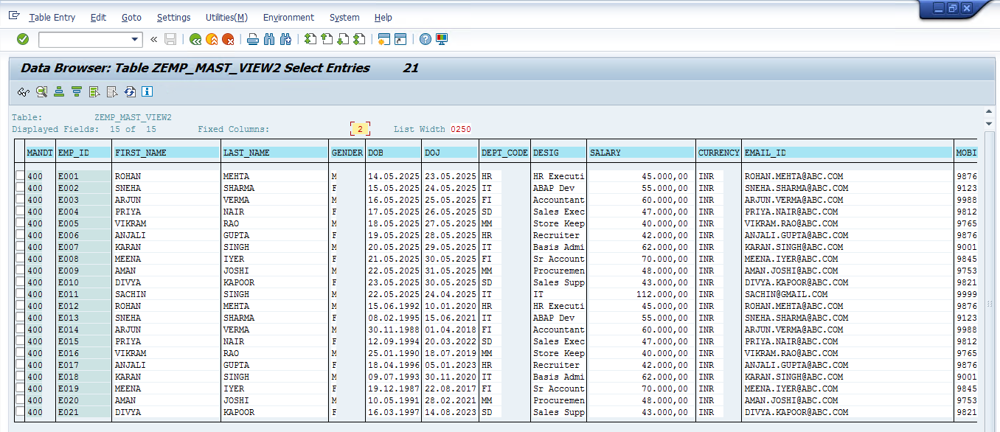 Table Entry Edit Goto Settings Utilities(M) Environment System Help
Data Browser: Table ZEMP_MAST_VIEW2 Select Entries 21
Table: ZEMP_MAST_VIEW2
Displayed Fields: 15 of 15 Fixed Columns: 2 List Width 0250
MANDT EMP_ID FIRST_NAME LAST_NAME GENDER DOB DOJ DEPT_CODE DESIG SALARY CURRENCY EMAIL_ID MOBI
400 E001 ROHAN MEHTA M 14.05.2025 23.05.2025 HR HR Executi 45.000,00 INR ROHAN.MEHTA@ABC.COM 9876
400 E002 SNEHA SHARMA F 15.05.2025 24.05.2025 IT ABAP Dev 55.000,00 INR SNEHA.SHARMA@ABC.COM 9123
400 E003 ARJUN VERMA M 16.05.2025 25.05.2025 FI Accountant 60.000,00 INR ARJUN.VERMA@ABC.COM 9988
400 E004 PRIYA NAIR F 17.05.2025 26.05.2025 SD Sales Exec 47.000,00 INR PRIYA.NAIR@ABC.COM 9812
400 E005 VIKRAM RAO M 18.05.2025 27.05.2025 MM Store Keep 40.000,00 INR VIKRAM.RAO@ABC.COM 9765
400 E006 ANJALI GUPTA F 19.05.2025 28.05.2025 HR Recruiter 42.000,00 INR ANJALI.GUPTA@ABC.COM 9876
400 E007 KARAN SINGH M 20.05.2025 29.05.2025 IT Basis Admi 62.000,00 INR KARAN.SINGH@ABC.COM 9001
400 E008 MEENA IYER F 21.05.2025 30.05.2025 FI Sr Account 70.000,00 INR MEENA.IYER@ABC.COM 9845
400 E009 AMAN JOSHI M 22.05.2025 31.05.2025 MM Procuremen 48.000,00 INR AMAN.JOSHI@ABC.COM 9753
400 E010 DIVYA KAPOOR F 23.05.2025 30.05.2025 SD Sales Supp 43.000,00 INR DIVYA.KAPOOR@ABC.COM 9821
400 E011 SACHIN SINGH M 22.05.2025 24.04.2025 IT IT 112.000,00 INR SACHIN@GMAIL.COM 9999
400 E012 ROHAN MEHTA M 15.06.1992 10.01.2020 HR HR Executi 45.000,00 INR ROHAN.MEHTA@ABC.COM 9876
400 E013 SNEHA SHARMA F 08.02.1995 15.06.2021 IT ABAP Dev 55.000,00 INR SNEHA.SHARMA@ABC.COM 9123
400 E014 ARJUN VERMA M 30.11.1988 01.04.2018 FI Accountant 60.000,00 INR ARJUN.VERMA@ABC.COM 9988
400 E015 PRIYA NAIR F 12.09.1994 20.03.2022 SD Sales Exec 47.000,00 INR PRIYA.NAIR@ABC.COM 9812
400 E016 VIKRAM RAO M 25.01.1990 18.07.2019 MM Store Keep 40.000,00 INR VIKRAM.RAO@ABC.COM 9765
400 E017 ANJALI GUPTA F 18.04.1996 05.01.2023 HR Recruiter 42.000,00 INR ANJALI.GUPTA@ABC.COM 9876
400 E018 KARAN SINGH M 09.07.1993 30.11.2020 IT Basis Admi 62.000,00 INR KARAN.SINGH@ABC.COM 9001
400 E019 MEENA IYER F 19.12.1987 22.08.2017 FI Sr Account 70.000,00 INR MEENA.IYER@ABC.COM 9845
400 E020 AMAN JOSHI M 10.05.1991 28.02.2021 MM Procuremen 48.000,00 INR AMAN.JOSHI@ABC.COM 9753
400 E021 DIVYA KAPOOR F 16.03.1997 14.08.2023 SD Sales Supp 43.000,00 INR DIVYA.KAPOOR@ABC.COM 9821